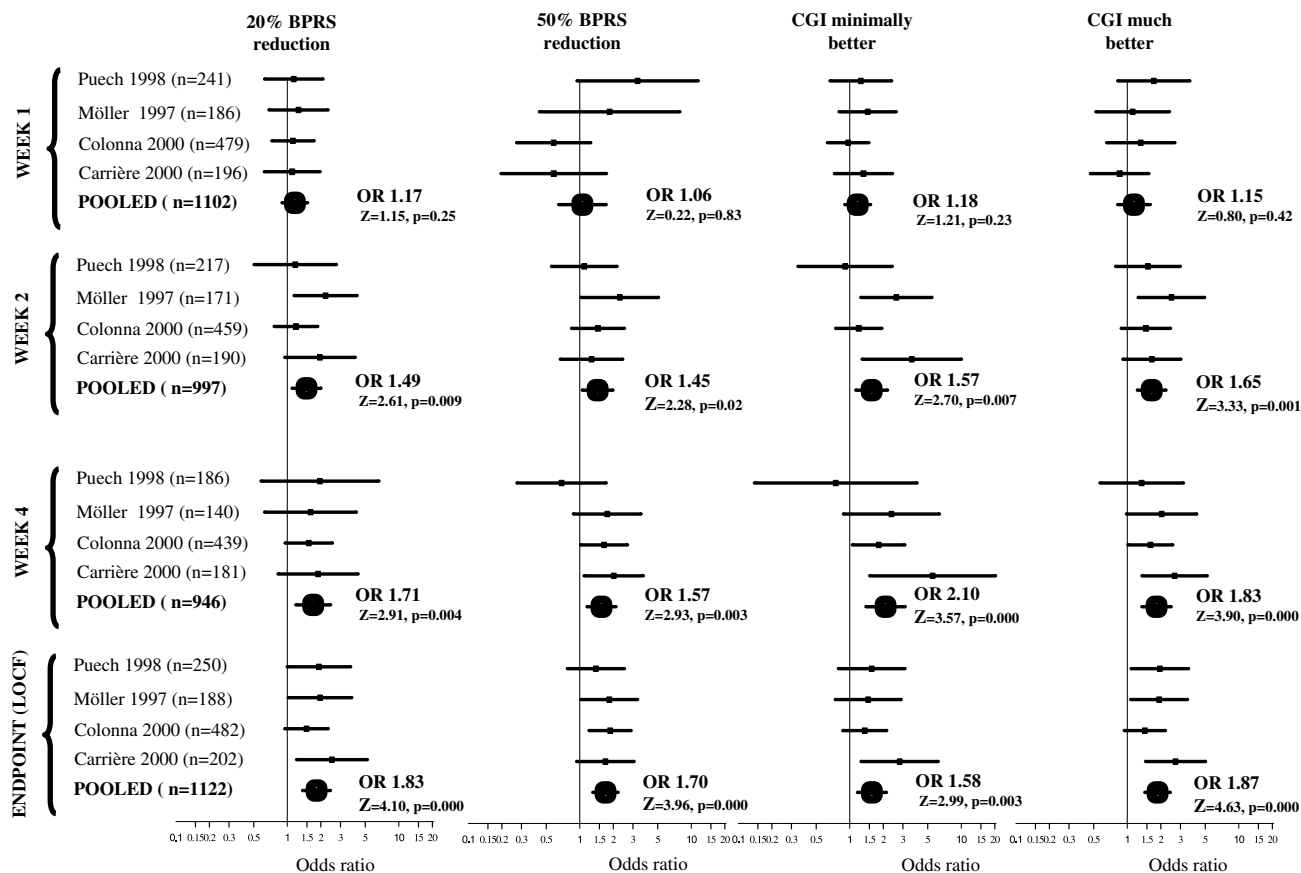 20% BPRS
reduction
50% BPRS
reduction
CGI minimally
better
CGI much
better
WEEK 1
Puech 1998 (n=241)
Möller 1997 (n=186)
Colonna 2000 (n=479)
Carrière 2000 (n=196)
POOLED ( n=1102)
OR 1.17
Z=1.15, p=0.25
OR 1.06
Z=0.22, p=0.83
OR 1.18
Z=1.21, p=0.23
OR 1.15
Z=0.80, p=0.42
WEEK 2
Puech 1998 (n=217)
Möller 1997 (n=171)
Colonna 2000 (n=459)
Carrière 2000 (n=190)
POOLED ( n=997)
OR 1.49
Z=2.61, p=0.009
OR 1.45
Z=2.28, p=0.02
OR 1.57
Z=2.70, p=0.007
OR 1.65
Z=3.33, p=0.001
WEEK 4
Puech 1998 (n=186)
Möller 1997 (n=140)
Colonna 2000 (n=439)
Carrière 2000 (n=181)
POOLED ( n=946)
OR 1.71
Z=2.91, p=0.004
OR 1.57
Z=2.93, p=0.003
OR 2.10
Z=3.57, p=0.000
OR 1.83
Z=3.90, p=0.000
ENDPOINT (LOCF)
Puech 1998 (n=250)
Möller 1997 (n=188)
Colonna 2000 (n=482)
Carrière 2000 (n=202)
POOLED ( n=1122)
OR 1.83
Z=4.10, p=0.000
OR 1.70
Z=3.96, p=0.000
OR 1.58
Z=2.99, p=0.003
OR 1.87
Z=4.63, p=0.000
0.1 0.15 0.2 0.3 0.5 1 1.5 2 3 5 10 15 20
0.1 0.15 0.2 0.3 0.5 1 1.5 2 3 5 10 15 20
0.1 0.15 0.2 0.3 0.5 1 1.5 2 3 5 10 15 20
0.1 0.15 0.2 0.3 0.5 1 1.5 2 3 5 10 15 20
Odds ratio
Odds ratio
Odds ratio
Odds ratio